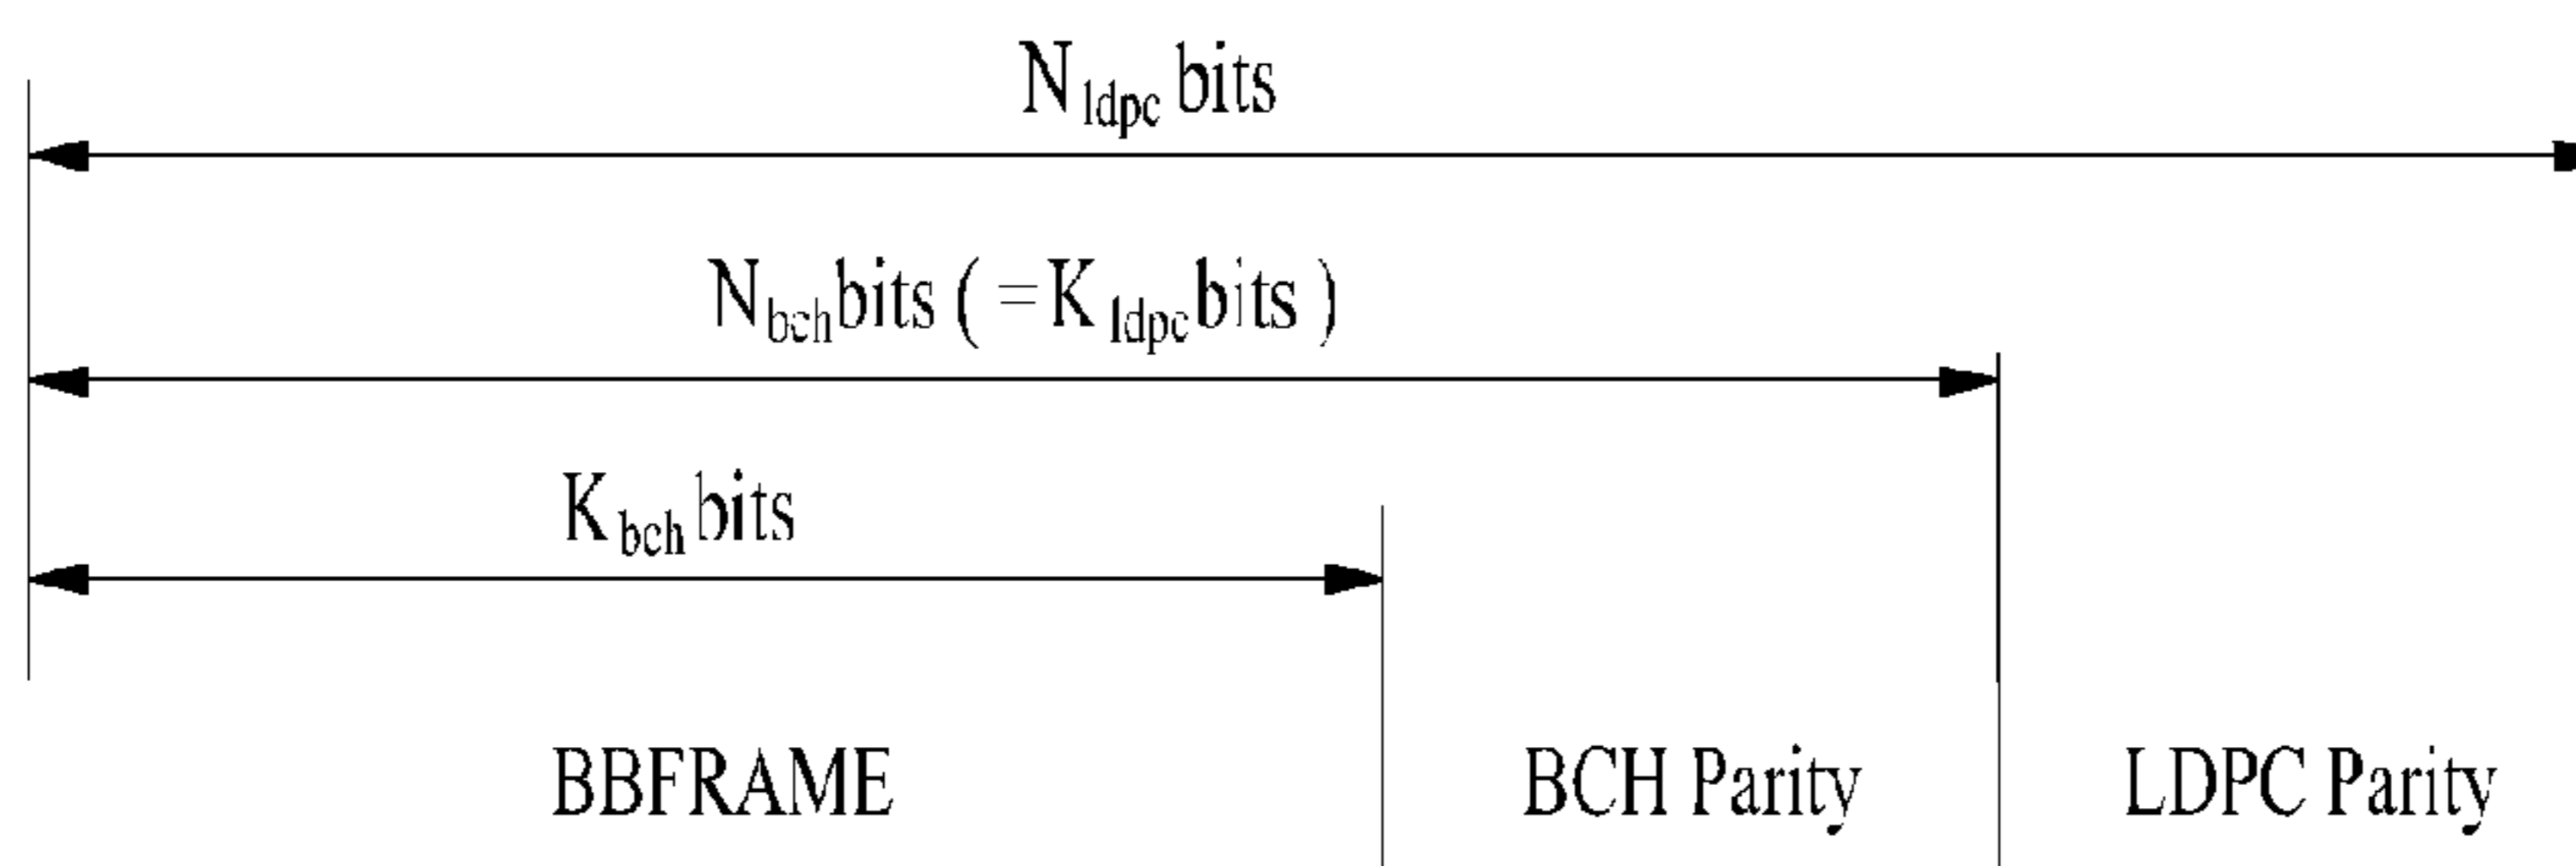 N ldpc bits
N bch bits ( = K ldpc bits )
K bch bits
BBFRAME BCH Parity LDPC Parity